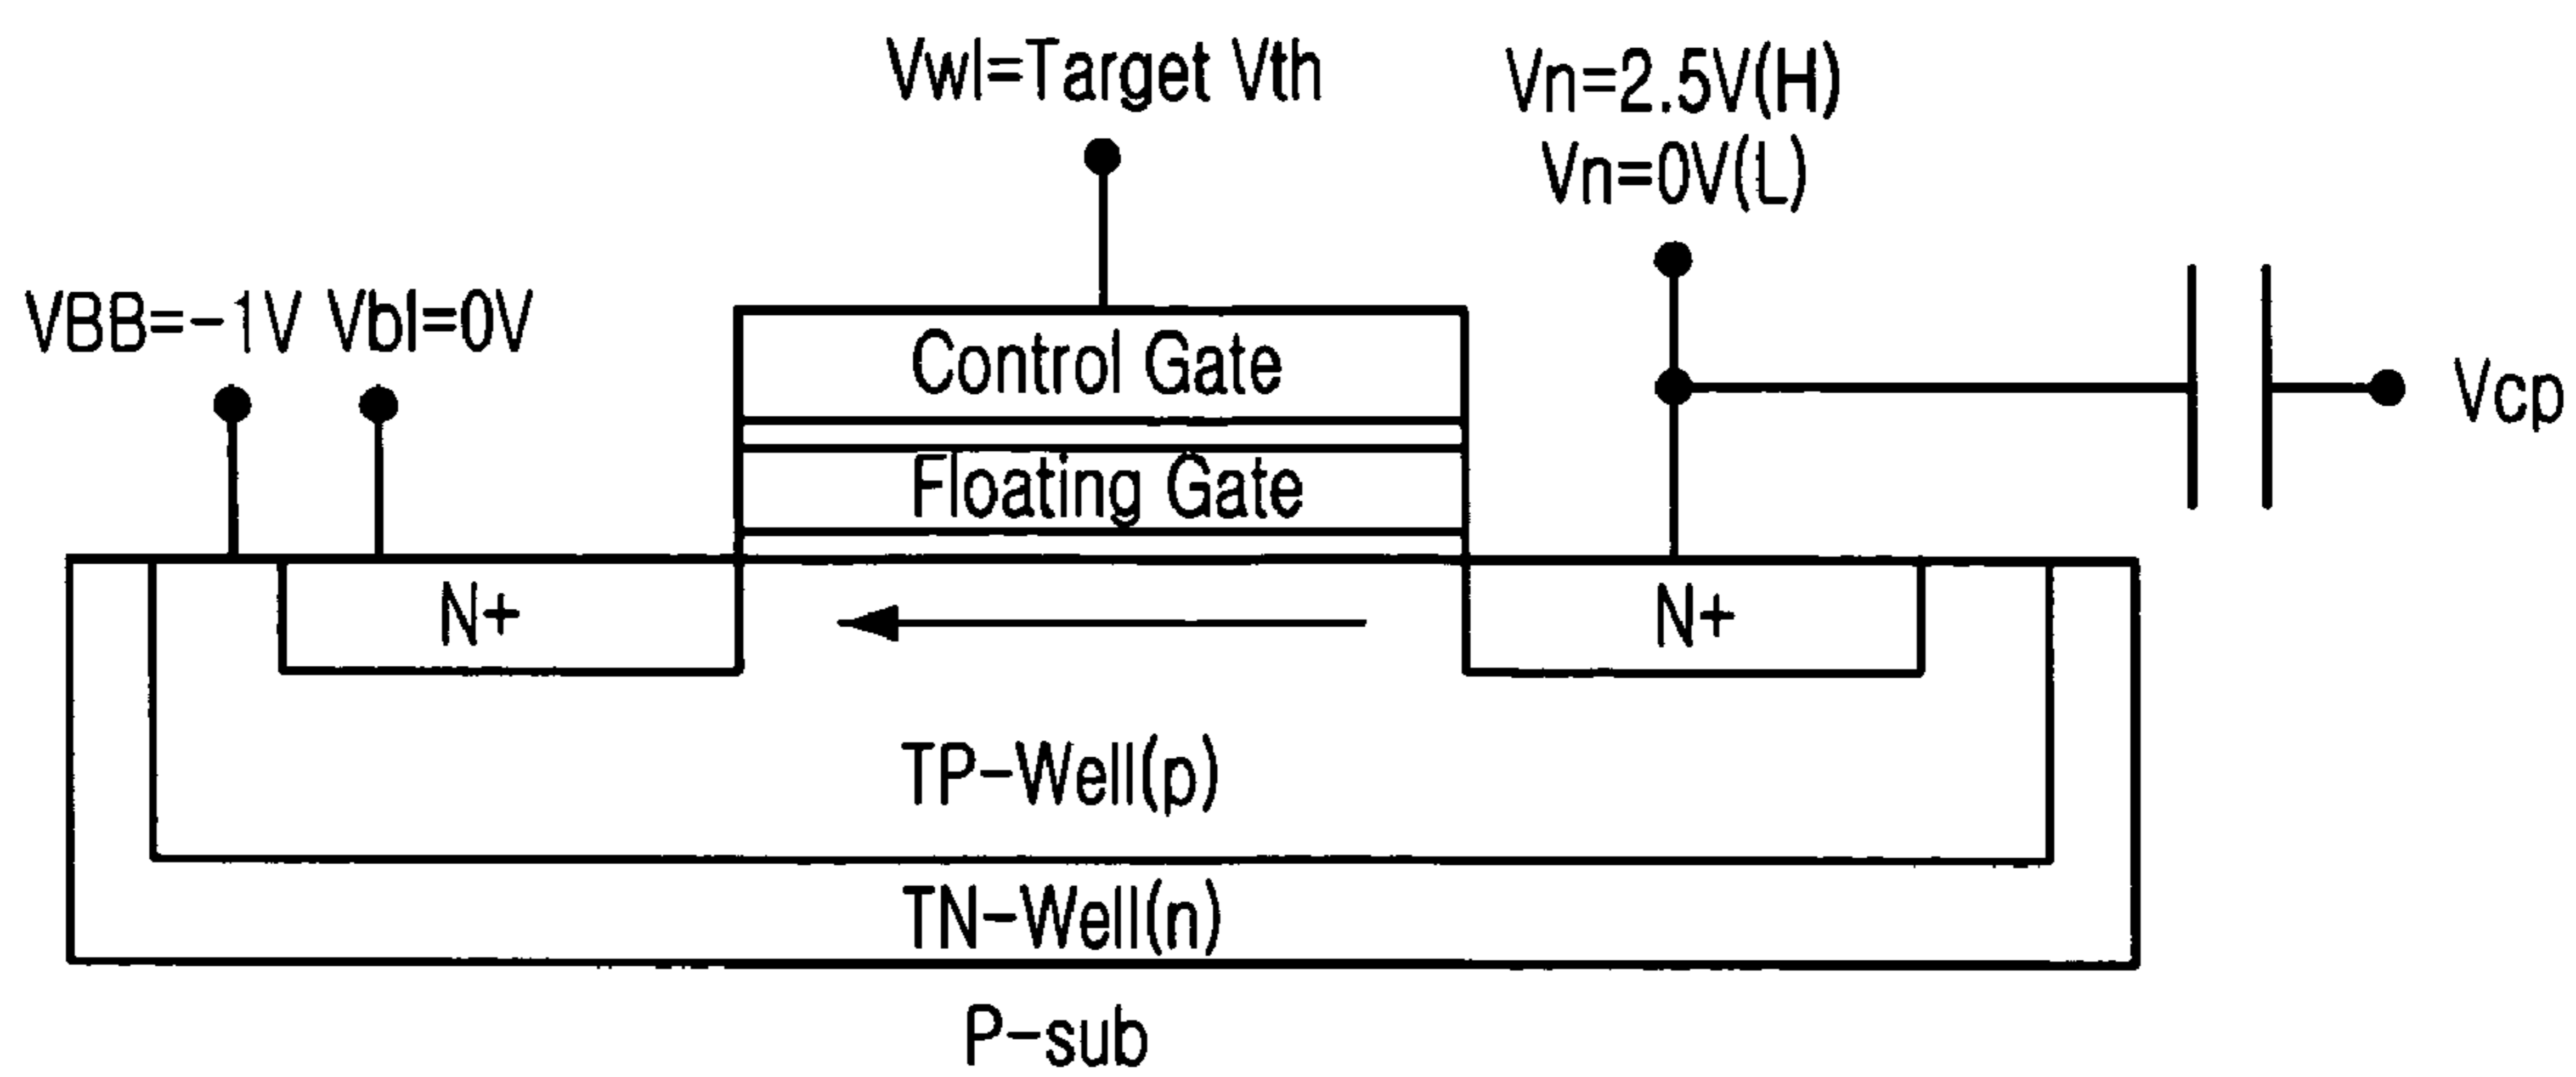 Vwl=Target Vth
Vn=2.5V(H)
Vn=0V(L)
VBB=-1V Vbl=0V
Control Gate
Vcp
Floating Gate
N+
N+
TP-Well(p)
TN-Well(n)
P-sub